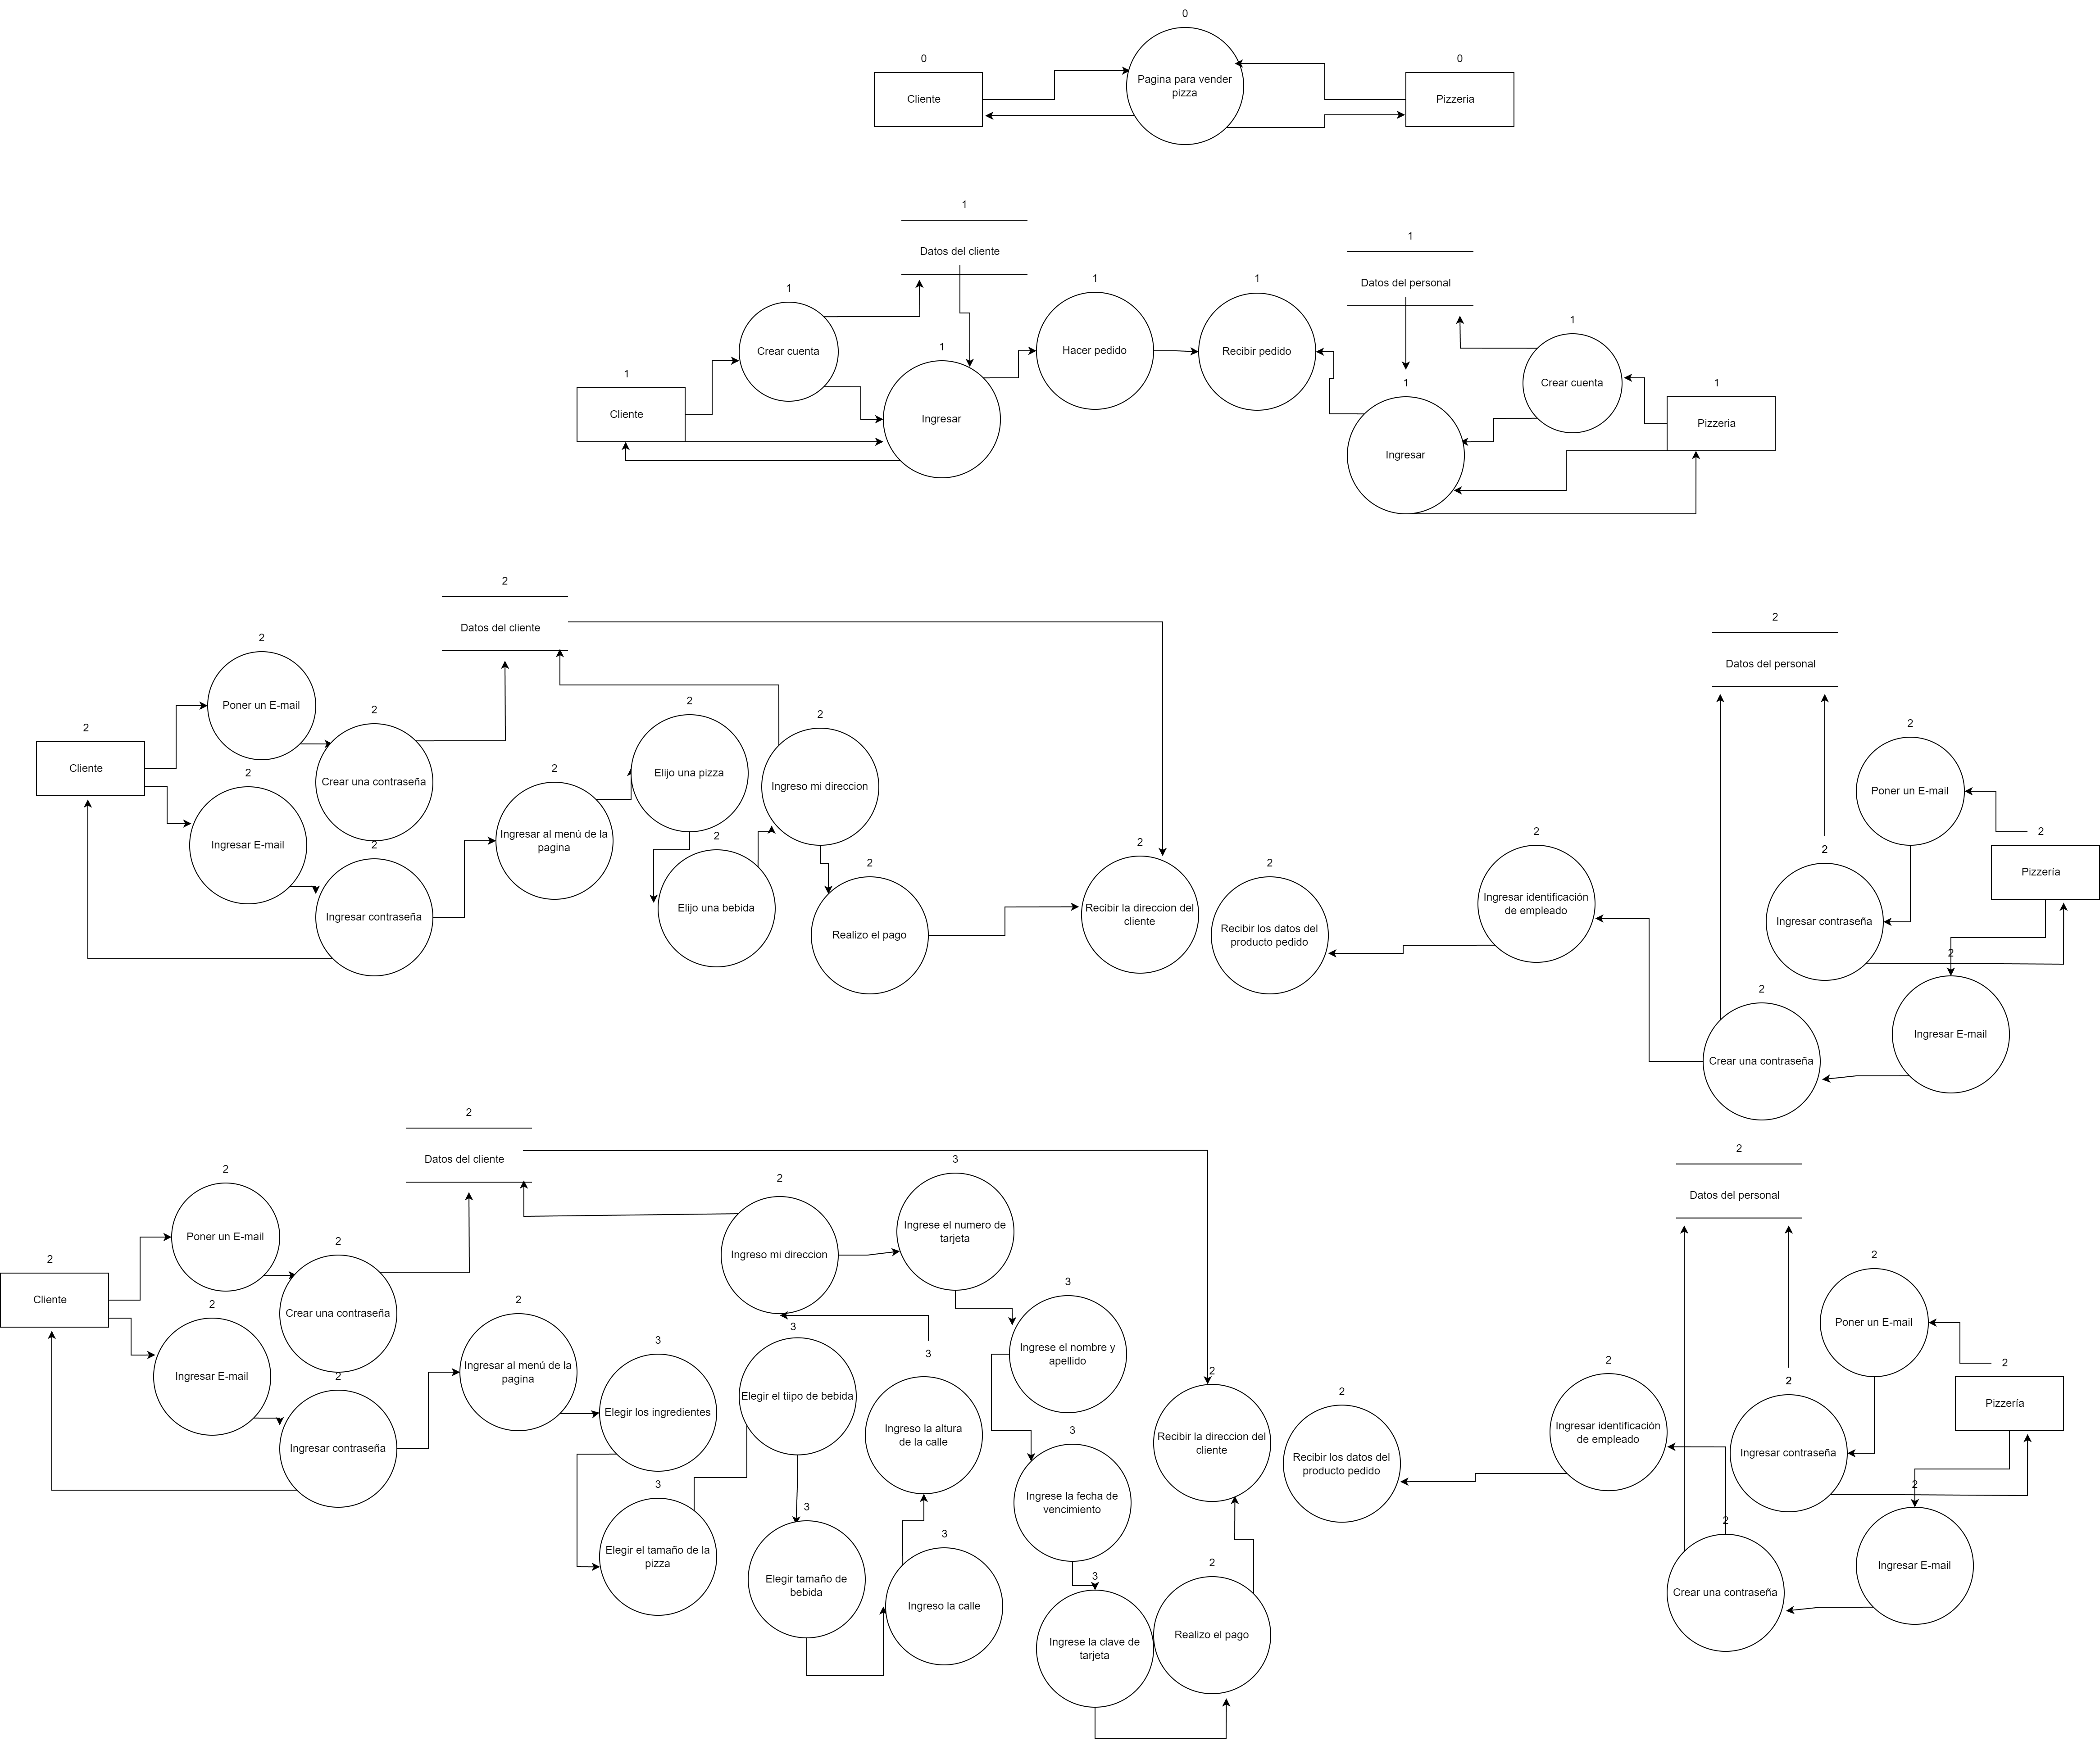 0
0
0
Cliente
Pagina para vender
pizza
Pizzeria
1
Datos del cliente
1
Datos del personal
1
Crear cuenta
1
Hacer pedido
1
Recibir pedido
1
Crear cuenta
1
Cliente
1
Ingresar
1
Ingresar
1
Pizzeria
2
Datos del cliente
2
Datos del personal
2
Poner un E-mail
2
Crear una contraseña
2
Cliente
2
Ingresar E-mail
2
Ingresar contraseña
2
Ingresar al menú de la
pagina
2
Elijo una pizza
2
Ingreso mi direccion
2
Elijo una bebida
2
Realizo el pago
2
Recibir la direccion del
cliente
2
Recibir los datos del
producto pedido
2
Ingresar identificación
de empleado
2
Poner un E-mail
2
Ingresar contraseña
2
Pizzería
2
Ingresar E-mail
2
Crear una contraseña
2
Datos del cliente
2
Datos del personal
2
Poner un E-mail
2
Crear una contraseña
2
Cliente
2
Ingresar E-mail
2
Ingresar contraseña
2
Ingresar al menú de la
pagina
3
Elegir los ingredientes
3
Elegir el tamaño de la
pizza
2
Ingreso mi direccion
3
Elegir el tiipo de bebida
3
Elegir tamaño de
bebida
3
Ingreso la altura
de la calle
3
Ingreso la calle
3
Ingrese el numero de
tarjeta
3
Ingrese el nombre y
apellido
3
Ingrese la fecha de
vencimiento
3
Ingrese la clave de
tarjeta
2
Realizo el pago
2
Recibir la direccion del
cliente
2
Recibir los datos del
producto pedido
2
Ingresar identificación
de empleado
2
Poner un E-mail
2
Ingresar contraseña
2
Pizzería
2
Ingresar E-mail
2
Crear una contraseña